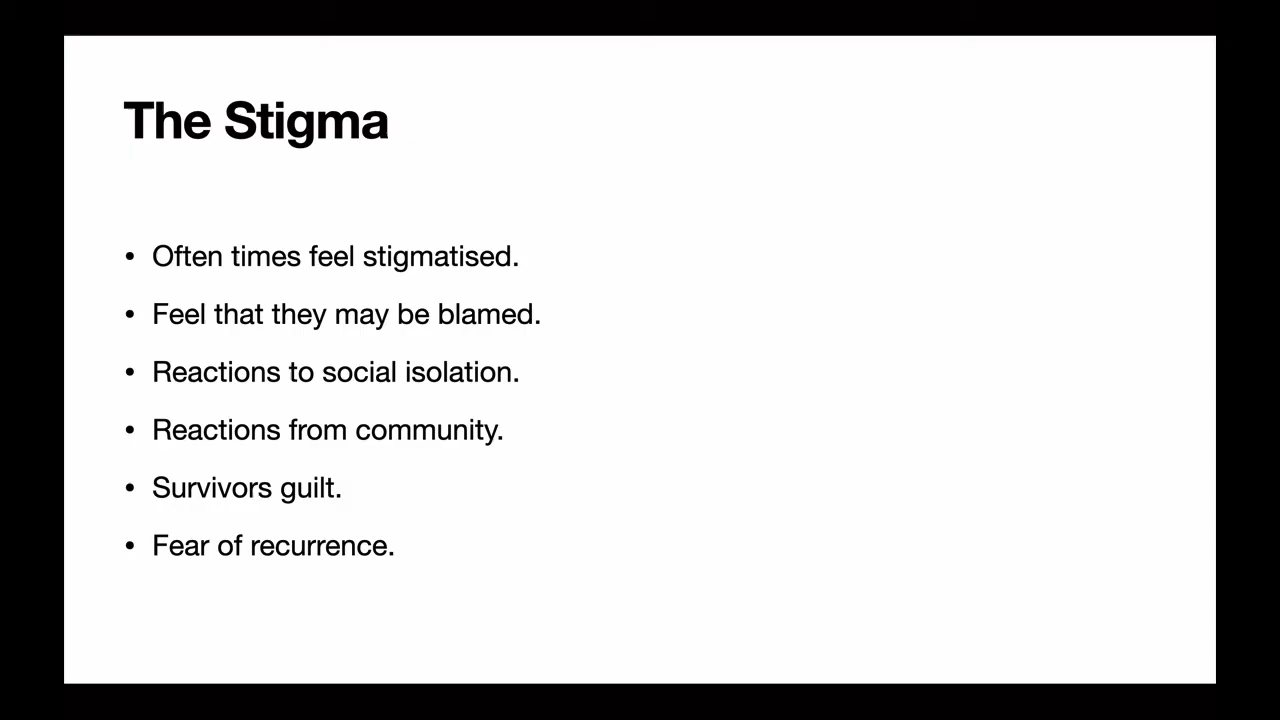 The Stigma
• Often times feel stigmatised.
• Feel that they may be blamed.
• Reactions to social isolation.
• Reactions from community.
• Survivors guilt.
• Fear of recurrence.